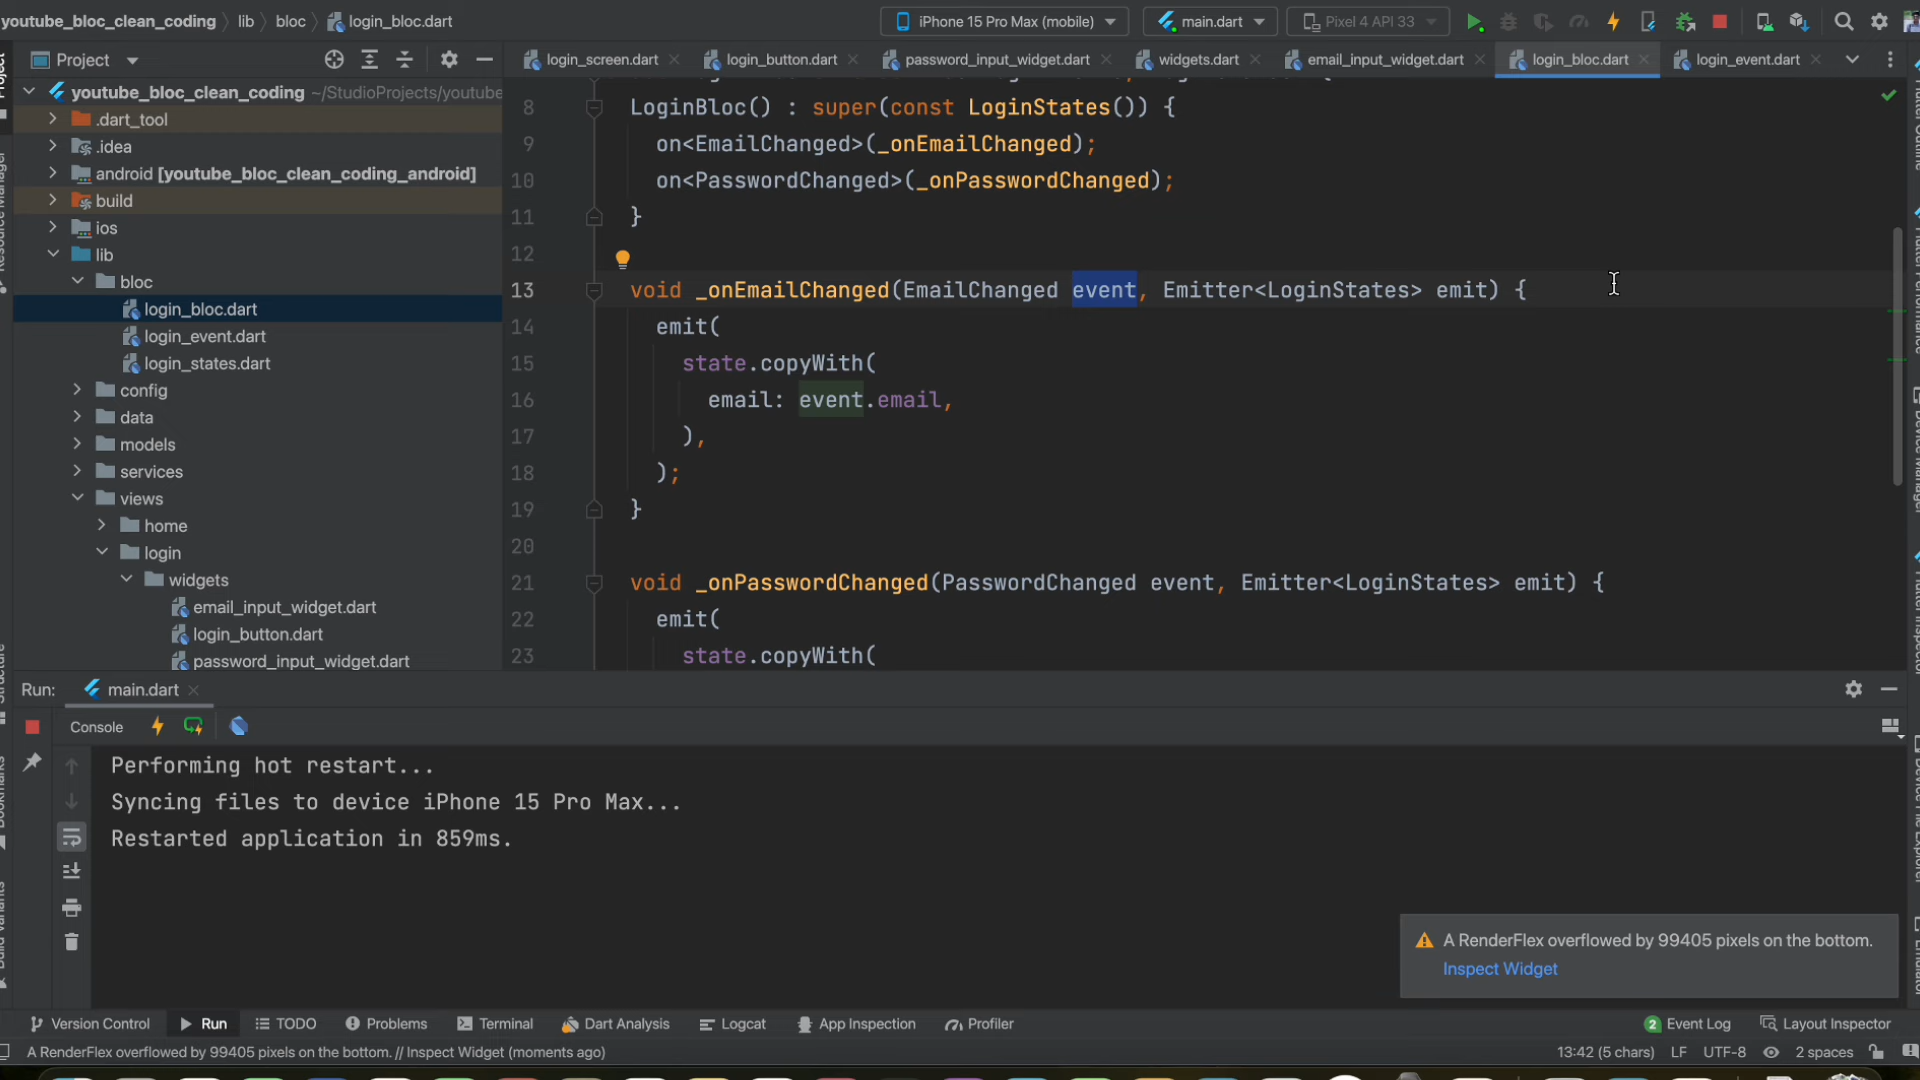 youtube_bloc_clean_coding lib bloc login_bloc.dart
iPhone 15 Pro Max (mobile) main.dart Pixel 4 API 33
Project
login_screen.dart login_button.dart password_input_widget.dart widgets.dart email_input_widget.dart login_bloc.dart login_event.dart
youtube_bloc_clean_coding ~/StudioProjects/youtube
.dart_tool
.idea
android [youtube_bloc_clean_coding_android]
build
ios
lib
bloc
login_bloc.dart
login_event.dart
login_states.dart
config
data
models
services
views
home
login
widgets
email_input_widget.dart
login_button.dart
password_input_widget.dart
8 LoginBloc() : super(const LoginStates()) {
9 on<EmailChanged>(_onEmailChanged);
10 on<PasswordChanged>(_onPasswordChanged);
11 }
12
13 void _onEmailChanged(EmailChanged event, Emitter<LoginStates> emit) {
14 emit(
15 state.copyWith(
16 email: event.email,
17 ),
18 );
19 }
20
21 void _onPasswordChanged(PasswordChanged event, Emitter<LoginStates> emit) {
22 emit(
23 state.copyWith(
Run: main.dart
Console
Performing hot restart...
Syncing files to device iPhone 15 Pro Max...
Restarted application in 859ms.
A RenderFlex overflowed by 99405 pixels on the bottom.
Inspect Widget
Version Control Run TODO Problems Terminal Dart Analysis Logcat App Inspection Profiler 2 Event Log Layout Inspector
A RenderFlex overflowed by 99405 pixels on the bottom. // Inspect Widget (moments ago) 13:42 (5 chars) LF UTF-8 2 spaces